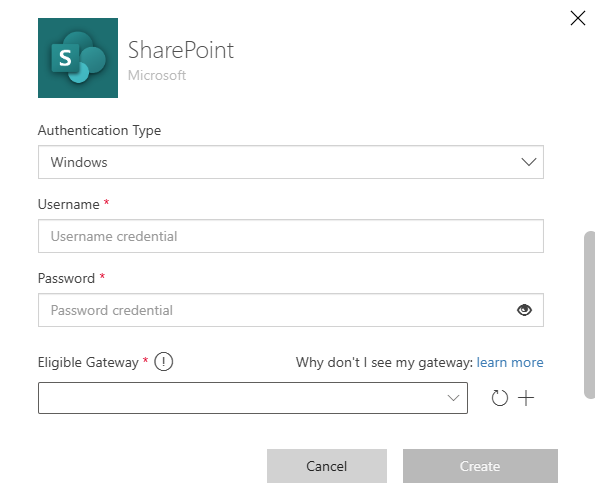 S
SharePoint
Microsoft
Authentication Type
Windows
Username *
Username credential
Password *
Password credential
Eligible Gateway * ! Why don't I see my gateway: learn more
Cancel Create